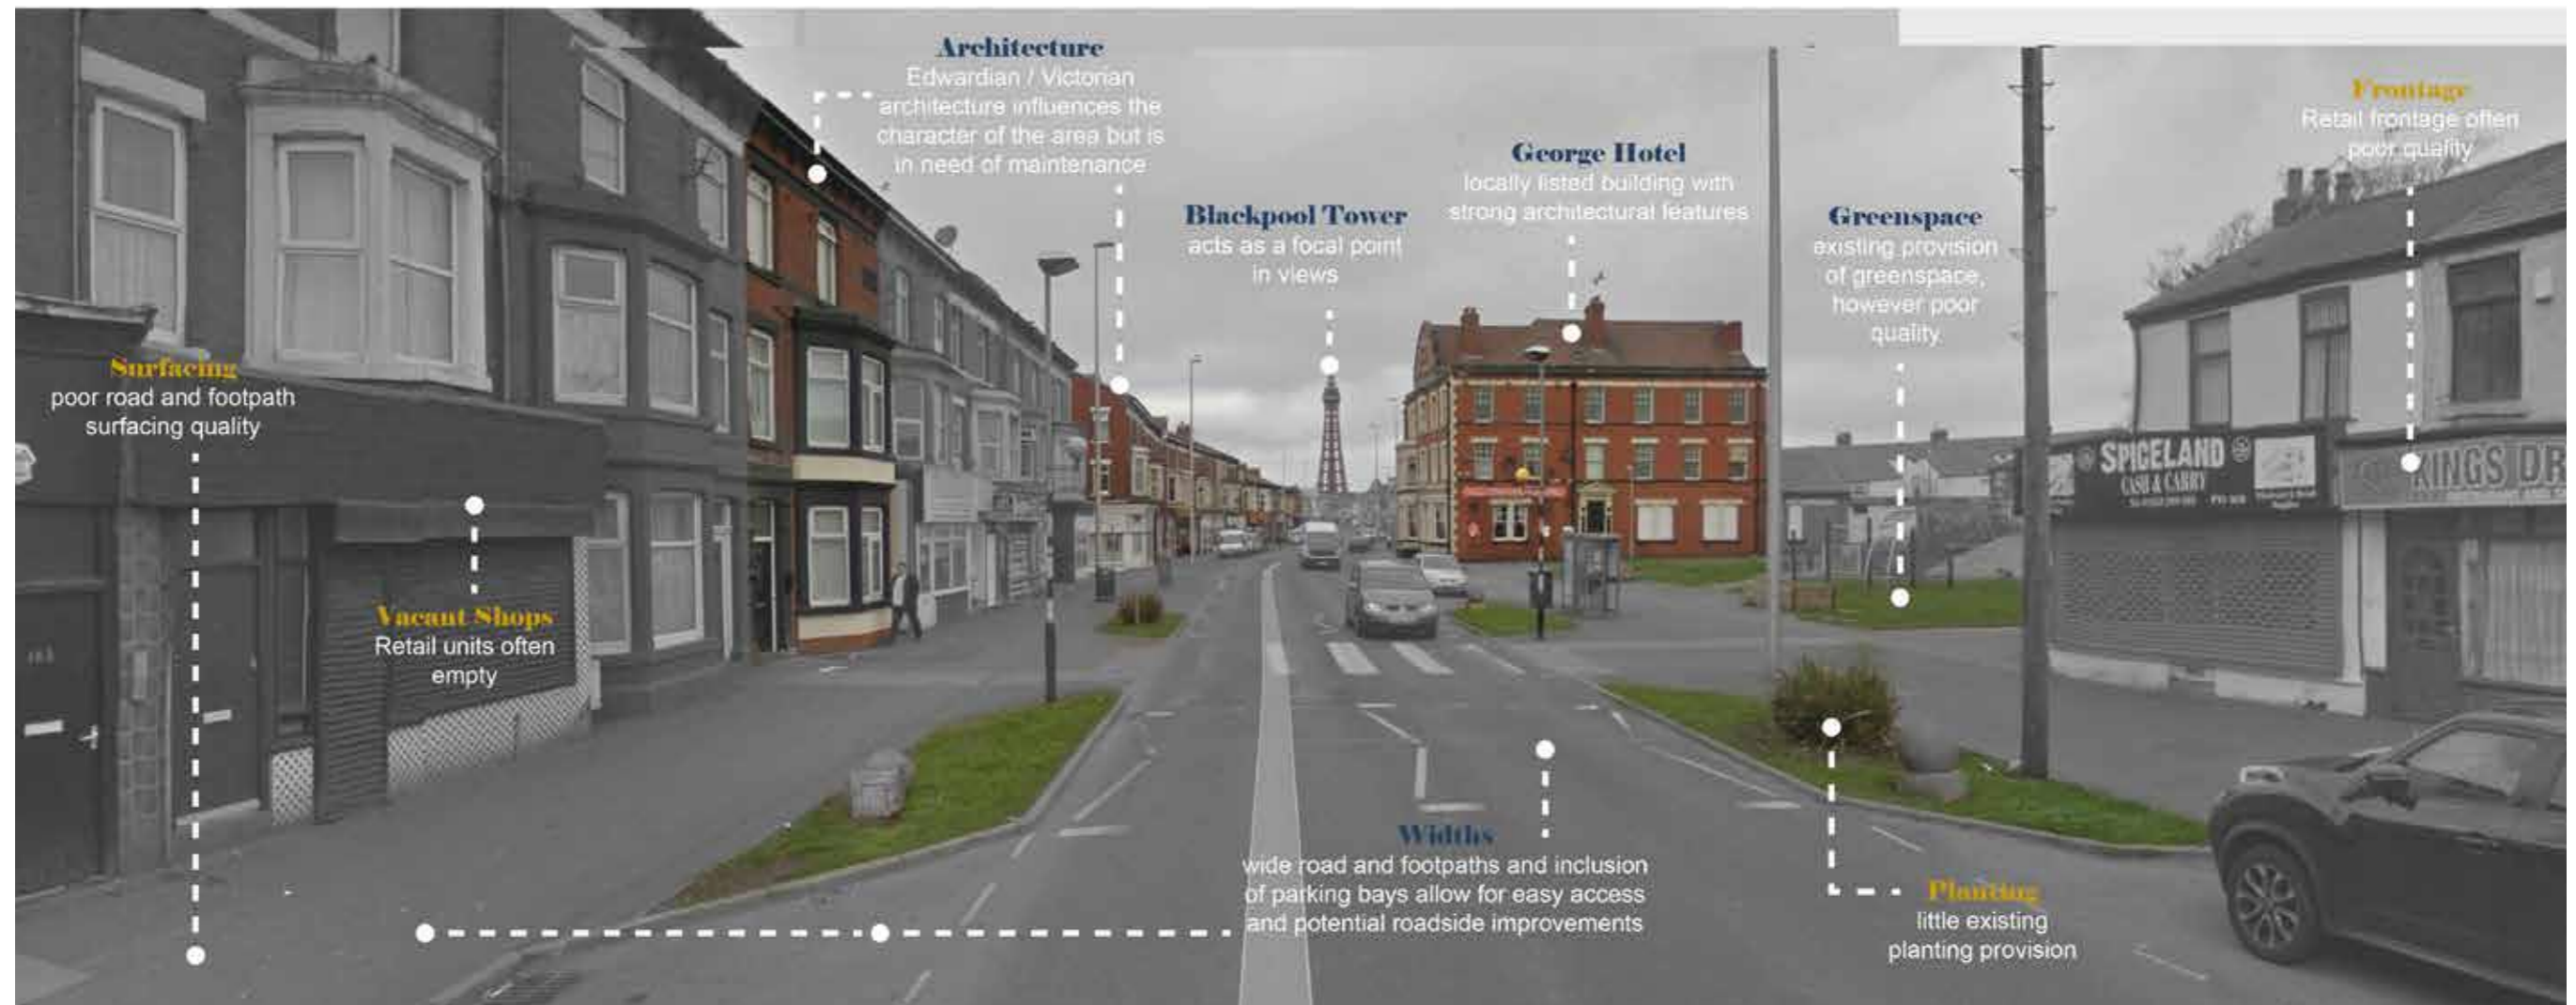 Architecture
Edwardian / Victorian
architecture influences the
character of the area but is
in need of maintenance
Blackpool Tower
acts as a focal point
in views
George Hotel
locally listed building with
strong architectural features
Greenspace
existing provision
of greenspace,
however poor
quality.
Frontage
Retail frontage often
poor quality
Surfacing
poor road and footpath
surfacing quality
Vacant Shops
Retail units often
empty
SPICELAND
CASH & CARRY
KINGS DR
Widths
wide road and footpaths and inclusion
of parking bays allow for easy access
and potential roadside improvements
Planting
little existing
planting provision